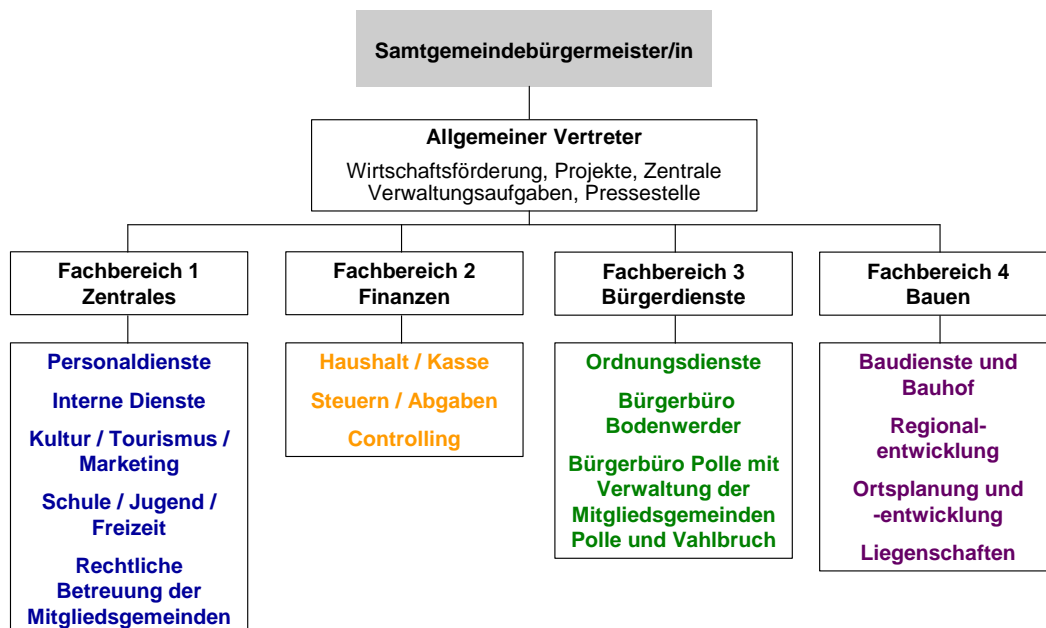 Samtgemeindebürgermeister/in
Allgemeiner Vertreter
Wirtschaftsförderung, Projekte, Zentrale
Verwaltungsaufgaben, Pressestelle
Fachbereich 1
Zentrales
Fachbereich 2
Finanzen
Fachbereich 3
Bürgerdienste
Fachbereich 4
Bauen
Personaldienste
Interne Dienste
Kultur / Tourismus /
Marketing
Schule / Jugend /
Freizeit
Rechtliche
Betreuung der
Mitgliedsgemeinden
Haushalt / Kasse
Steuern / Abgaben
Controlling
Ordnungsdienste
Bürgerbüro
Bodenwerder
Bürgerbüro Polle mit
Verwaltung der
Mitgliedsgemeinden
Polle und Vahlbruch
Baudienste und
Bauhof
Regional-
entwicklung
Ortsplanung und
-entwicklung
Liegenschaften